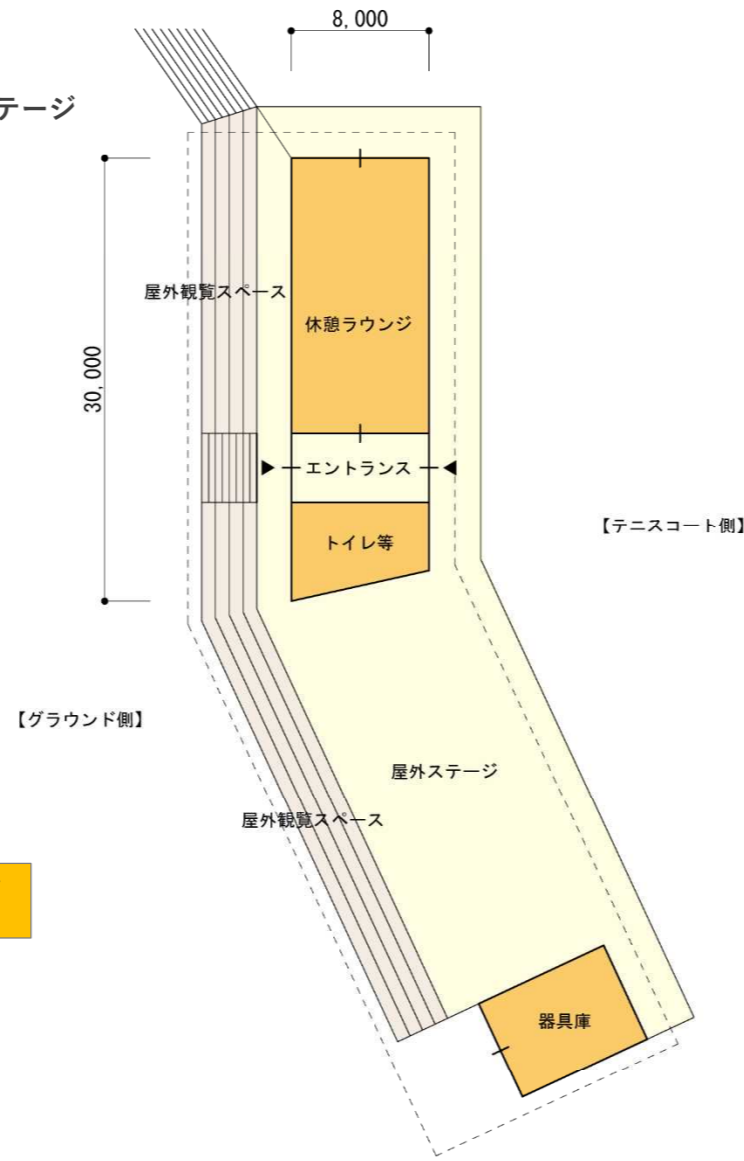 8,000
テージ
屋外観覧スペース
休憩ラウンジ
30,000
エントランス
【テニスコート側】
トイレ等
【グラウンド側】
屋外ステージ
屋外観覧スペース
器具庫